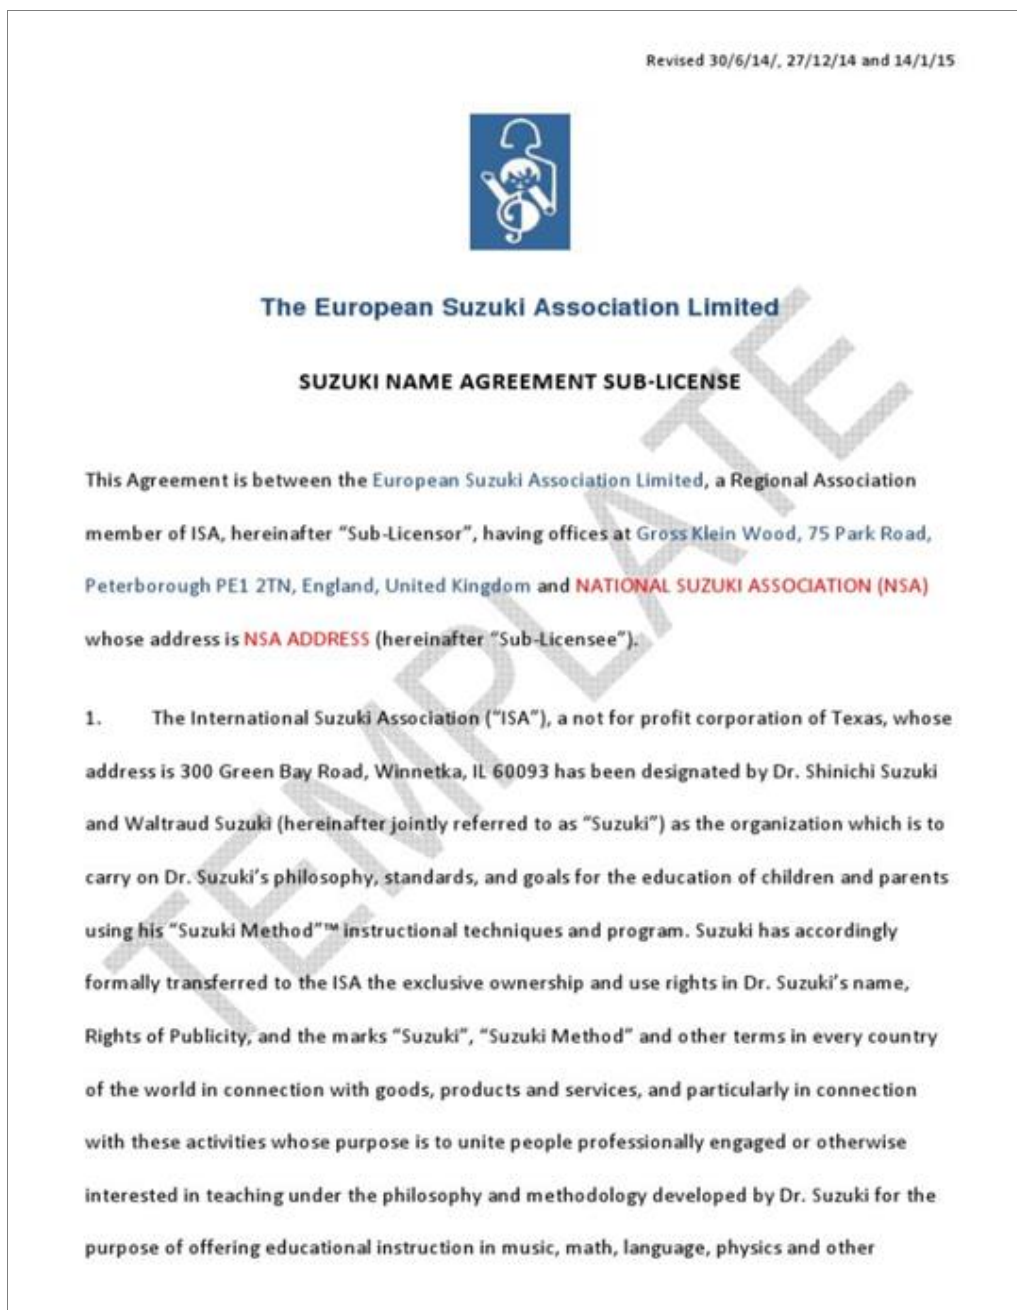 Revised 30/6/14/, 27/12/14 and 14/1/15
The European Suzuki Association Limited
SUZUKI NAME AGREEMENT SUB-LICENSE
This Agreement is between the European Suzuki Association Limited, a Regional Association
member of ISA, hereinafter “Sub-Licensor”, having offices at Gross Klein Wood, 75 Park Road,
Peterborough PE1 2TN, England, United Kingdom and NATIONAL SUZUKI ASSOCIATION (NSA)
whose address is NSA ADDRESS (hereinafter “Sub-Licensee”).
1. The International Suzuki Association (“ISA”), a not for profit corporation of Texas, whose
address is 300 Green Bay Road, Winnetka, IL 60093 has been designated by Dr. Shinichi Suzuki
and Waltraud Suzuki (hereinafter jointly referred to as “Suzuki”) as the organization which is to
carry on Dr. Suzuki’s philosophy, standards, and goals for the education of children and parents
using his “Suzuki Method”™ instructional techniques and program. Suzuki has accordingly
formally transferred to the ISA the exclusive ownership and use rights in Dr. Suzuki’s name,
Rights of Publicity, and the marks “Suzuki”, “Suzuki Method” and other terms in every country
of the world in connection with goods, products and services, and particularly in connection
with these activities whose purpose is to unite people professionally engaged or otherwise
interested in teaching under the philosophy and methodology developed by Dr. Suzuki for the
purpose of offering educational instruction in music, math, language, physics and other
TEMPLATE